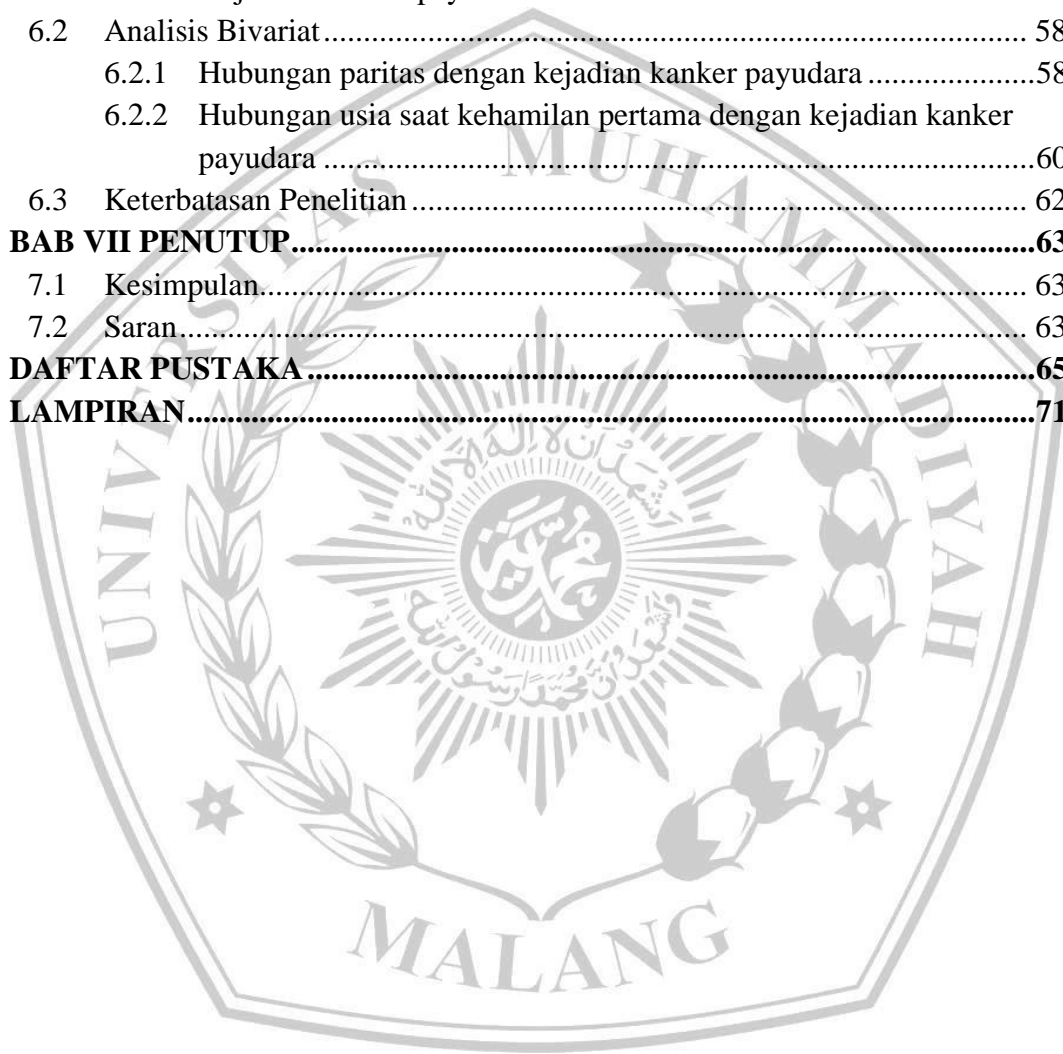 6.2 Analisis Bivariat........................................................................................ 58
6.2.1 Hubungan paritas dengan kejadian kanker payudara.....................58
6.2.2 Hubungan usia saat kehamilan pertama dengan kejadian kanker
payudara.........................................................................................60
6.3 Keterbatasan Penelitian............................................................................. 62
BAB VII PENUTUP...........................................................................................63
7.1 Kesimpulan................................................................................................ 63
7.2 Saran.......................................................................................................... 63
DAFTAR PUSTAKA..........................................................................................65
LAMPIRAN........................................................................................................71
UNIVERSITAS MUHAMMADIYAH
MALANG